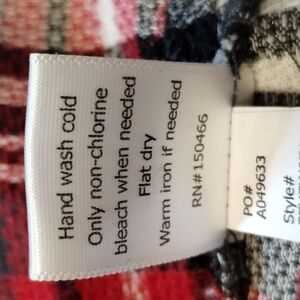 Hand wash cold
Only non-chlorine
bleach when needed
Flat dry
Warm iron if needed
RN# 150466
PO#
A049633
Style#